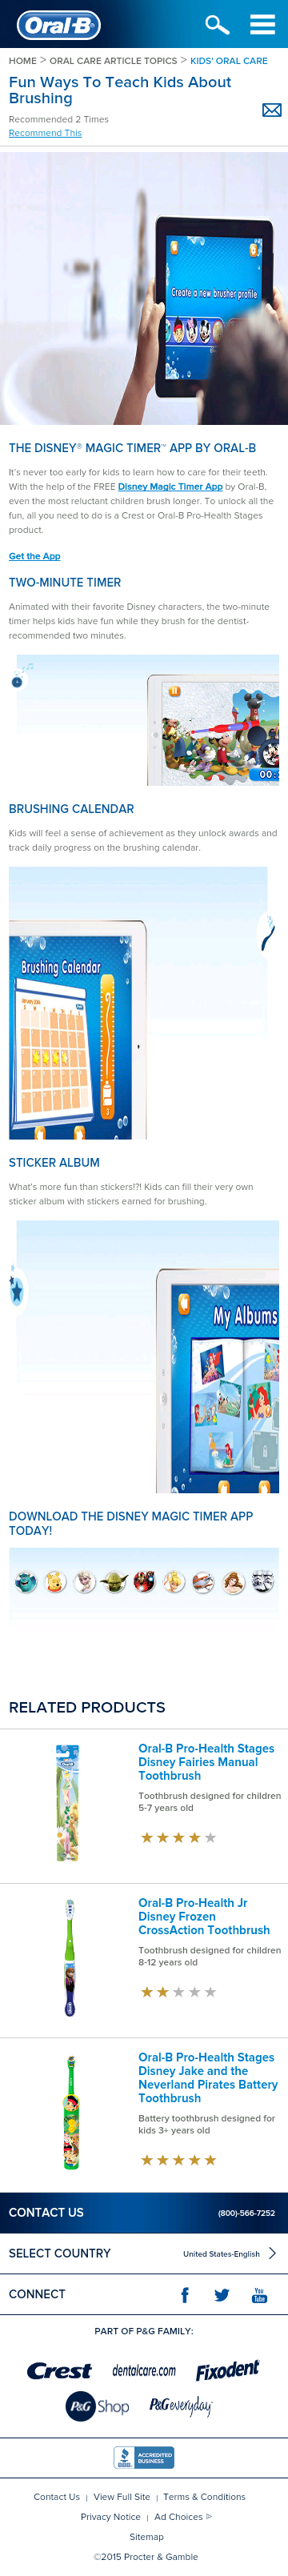 Oral-B
HOME > ORAL CARE ARTICLE TOPICS > KIDS' ORAL CARE
Fun Ways To Teach Kids About
Brushing
Recommended 2 Times
Recommend This
Create a new brusher profile
THE DISNEY® MAGIC TIMER™ APP BY ORAL-B
It's never too early for kids to learn how to care for their teeth.
With the help of the FREE Disney Magic Timer App by Oral-B,
even the most reluctant children brush longer. To unlock all the
fun, all you need to do is a Crest or Oral-B Pro-Health Stages
product.
Get the App
TWO-MINUTE TIMER
Animated with their favorite Disney characters, the two-minute
timer helps kids have fun while they brush for the dentist-
recommended two minutes.
00:
BRUSHING CALENDAR
Kids will feel a sense of achievement as they unlock awards and
track daily progress on the brushing calendar.
Brushing Calendar
STICKER ALBUM
What's more fun than stickers!?! Kids can fill their very own
sticker album with stickers earned for brushing.
My Albums
DOWNLOAD THE DISNEY MAGIC TIMER APP
TODAY!
RELATED PRODUCTS
Oral-B Pro-Health Stages
Disney Fairies Manual
Toothbrush
Toothbrush designed for children
5-7 years old
Oral-B Pro-Health Jr
Disney Frozen
CrossAction Toothbrush
Toothbrush designed for children
8-12 years old
Oral-B Pro-Health Stages
Disney Jake and the
Neverland Pirates Battery
Toothbrush
Battery toothbrush designed for
kids 3+ years old
CONTACT US (800)-566-7252
SELECT COUNTRY United States-English
CONNECT You Tube
PART OF P&G FAMILY:
Crest dentalcare.com Fixodent
P&G Shop P&G everyday
BBB ACCREDITED BUSINESS
Contact Us | View Full Site | Terms & Conditions
Privacy Notice | Ad Choices
Sitemap
©2015 Procter & Gamble